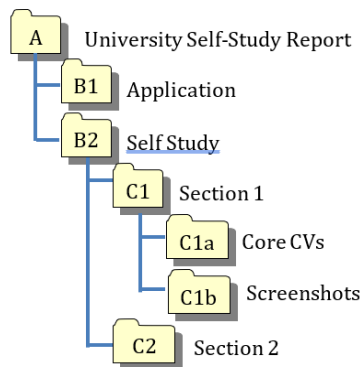 A University Self-Study Report
B1 Application
B2 Self Study
C1 Section 1
C1a Core CVs
C1b Screenshots
C2 Section 2